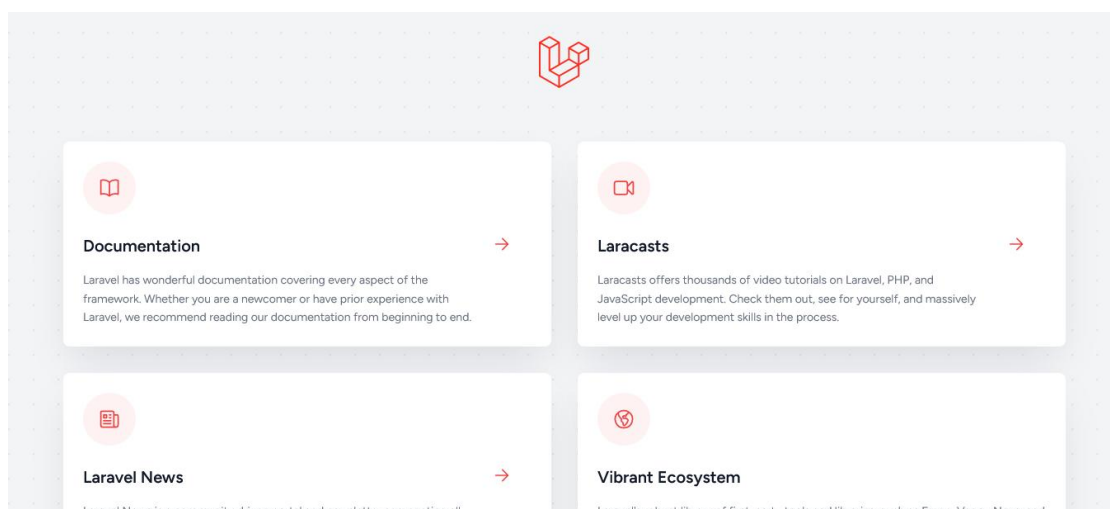 Documentation
Laravel has wonderful documentation covering every aspect of the
framework. Whether you are a newcomer or have prior experience with
Laravel, we recommend reading our documentation from beginning to end.
Laracasts
Laracasts offers thousands of video tutorials on Laravel, PHP, and
JavaScript development. Check them out, see for yourself, and massively
level up your development skills in the process.
Laravel News
Vibrant Ecosystem